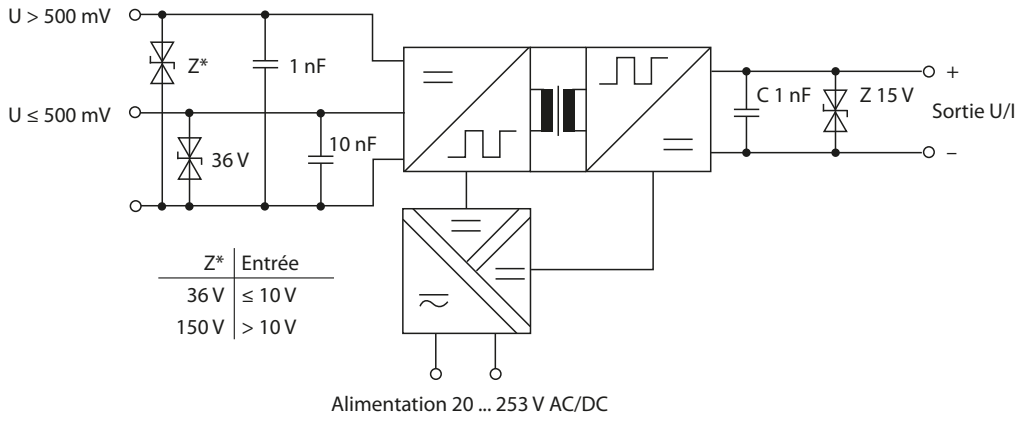 U > 500 mV
Z*
1 nF
U ≤ 500 mV
36 V
10 nF
C 1 nF
Z 15 V
+
Sortie U/I
−
Z* Entrée
36 V ≤ 10 V
150 V > 10 V
Alimentation 20 ... 253 V AC/DC